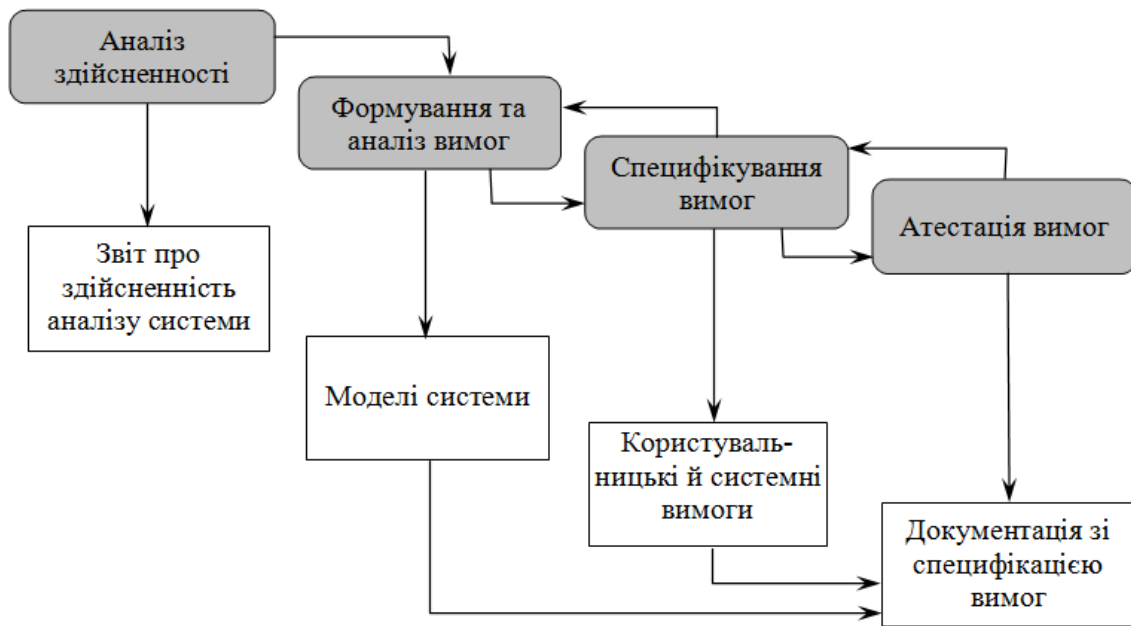 Аналіз
здійсненності
Формування та
аналіз вимог
Специфікування
вимог
Атестація вимог
Звіт про
здійсненність
аналізу системи
Моделі системи
Користуваль-
ницькі й системні
вимоги
Документація зі
специфікацією
вимог